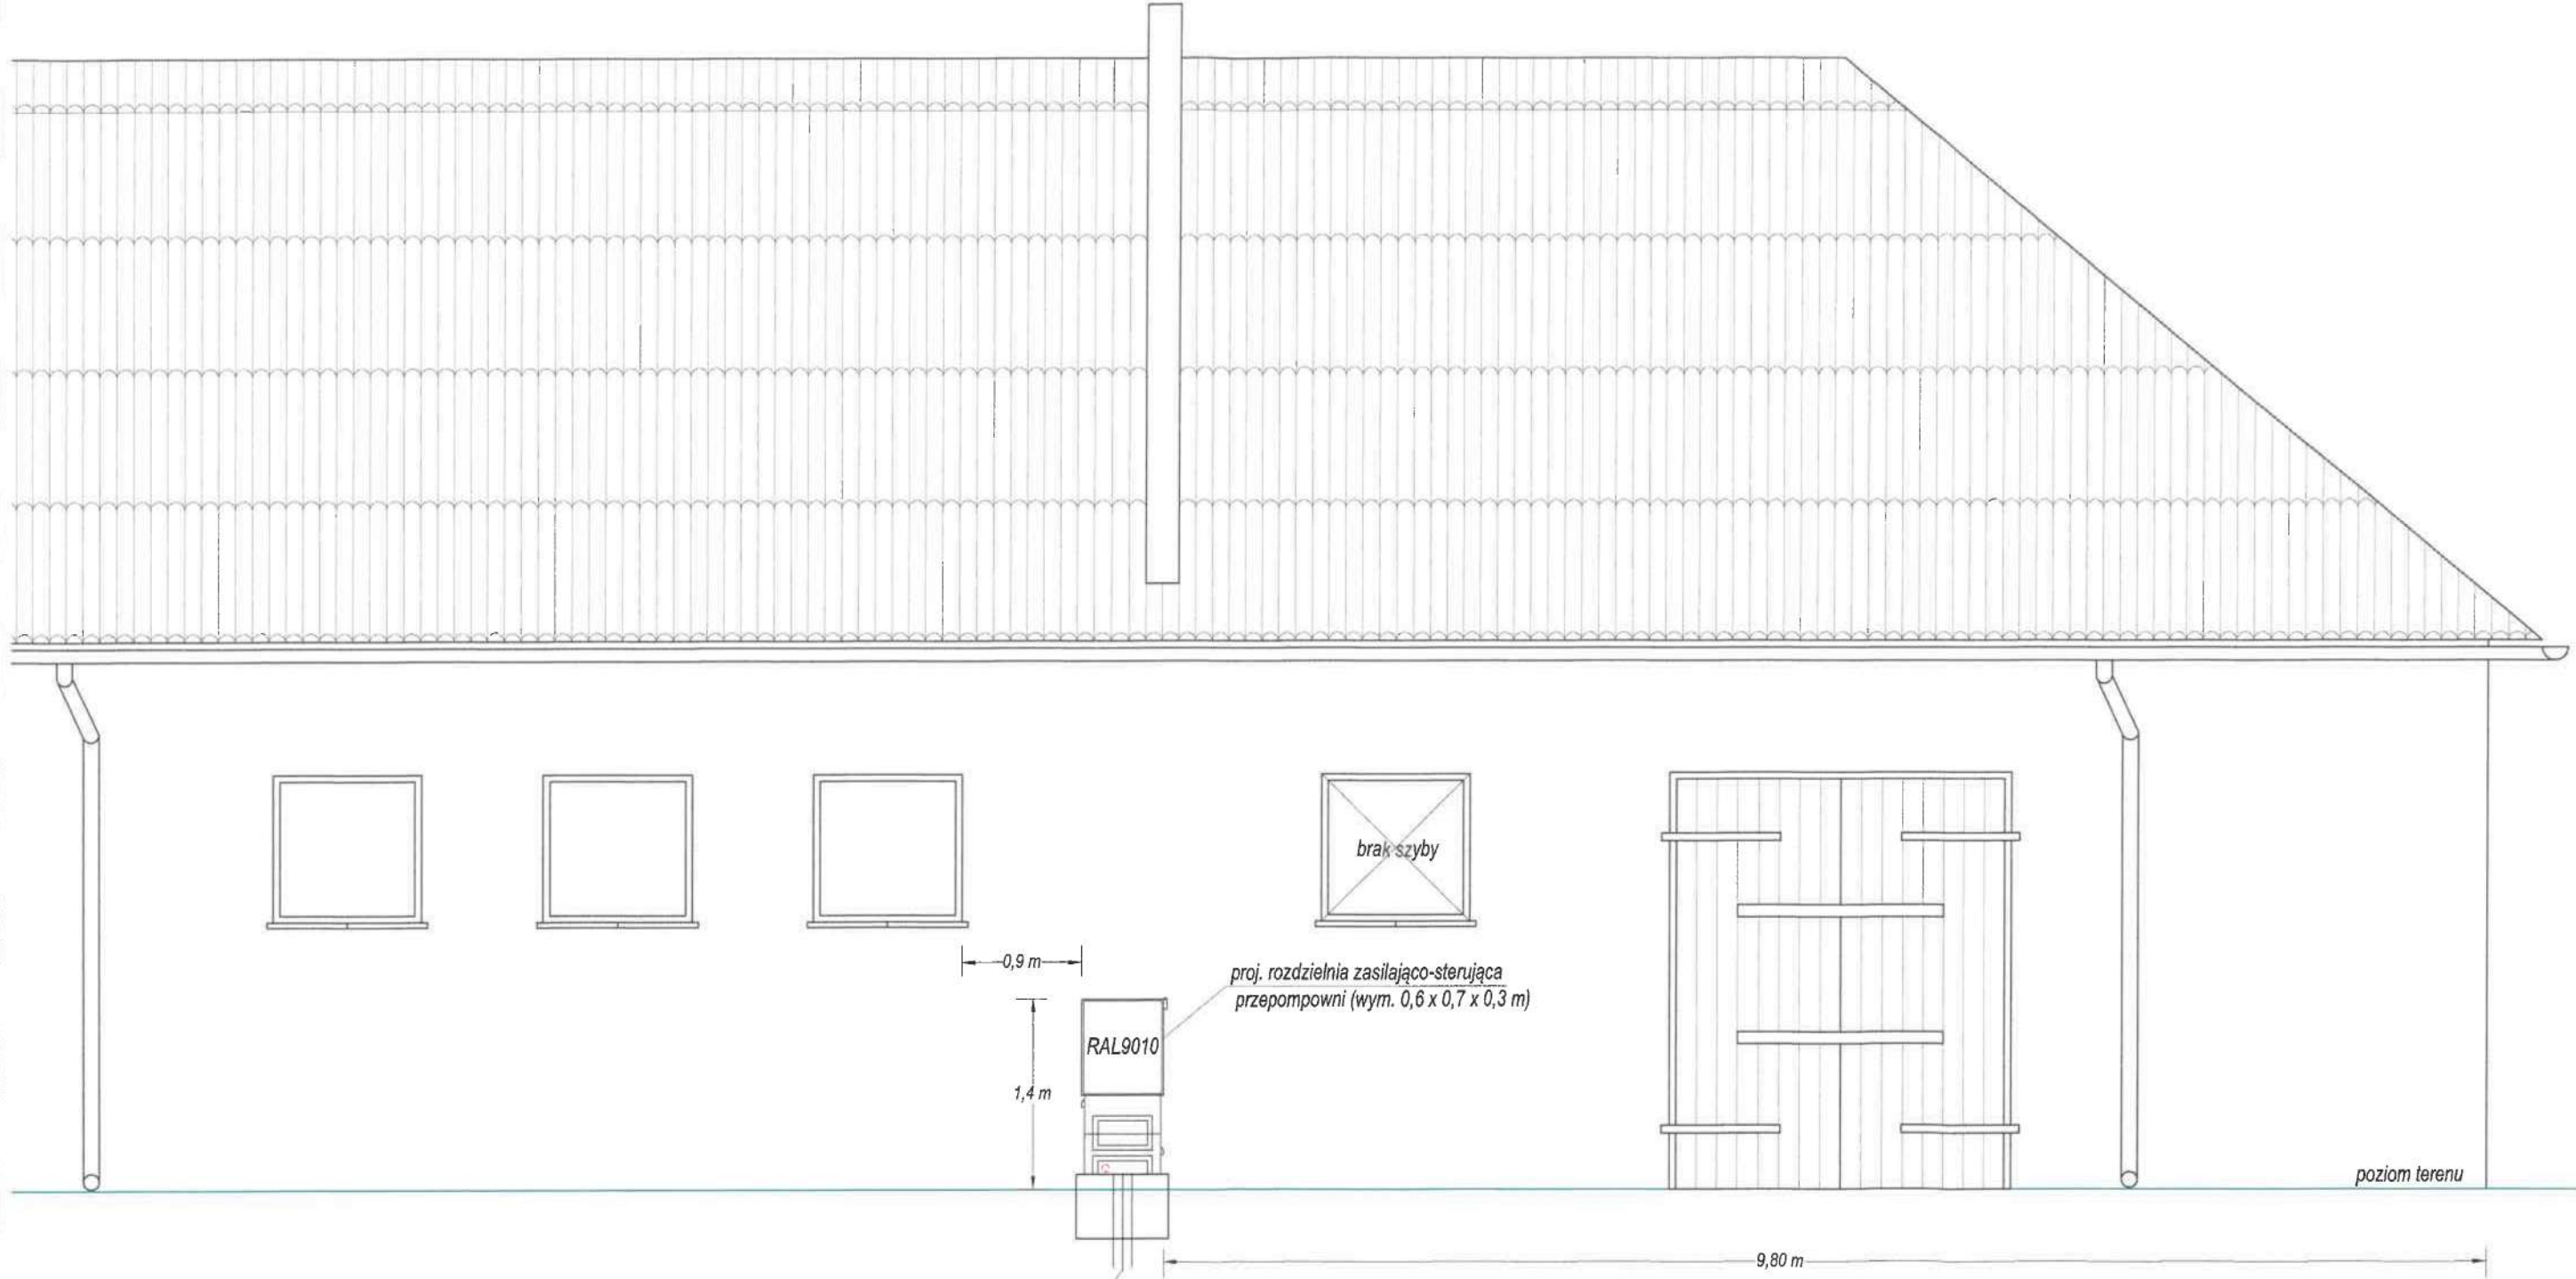 brak szyby
0,9 m
proj. rozdzielnia zasilająco-sterująca
przepompowni (wym. 0,6 x 0,7 x 0,3 m)
RAL9010
1,4 m
poziom terenu
9,80 m